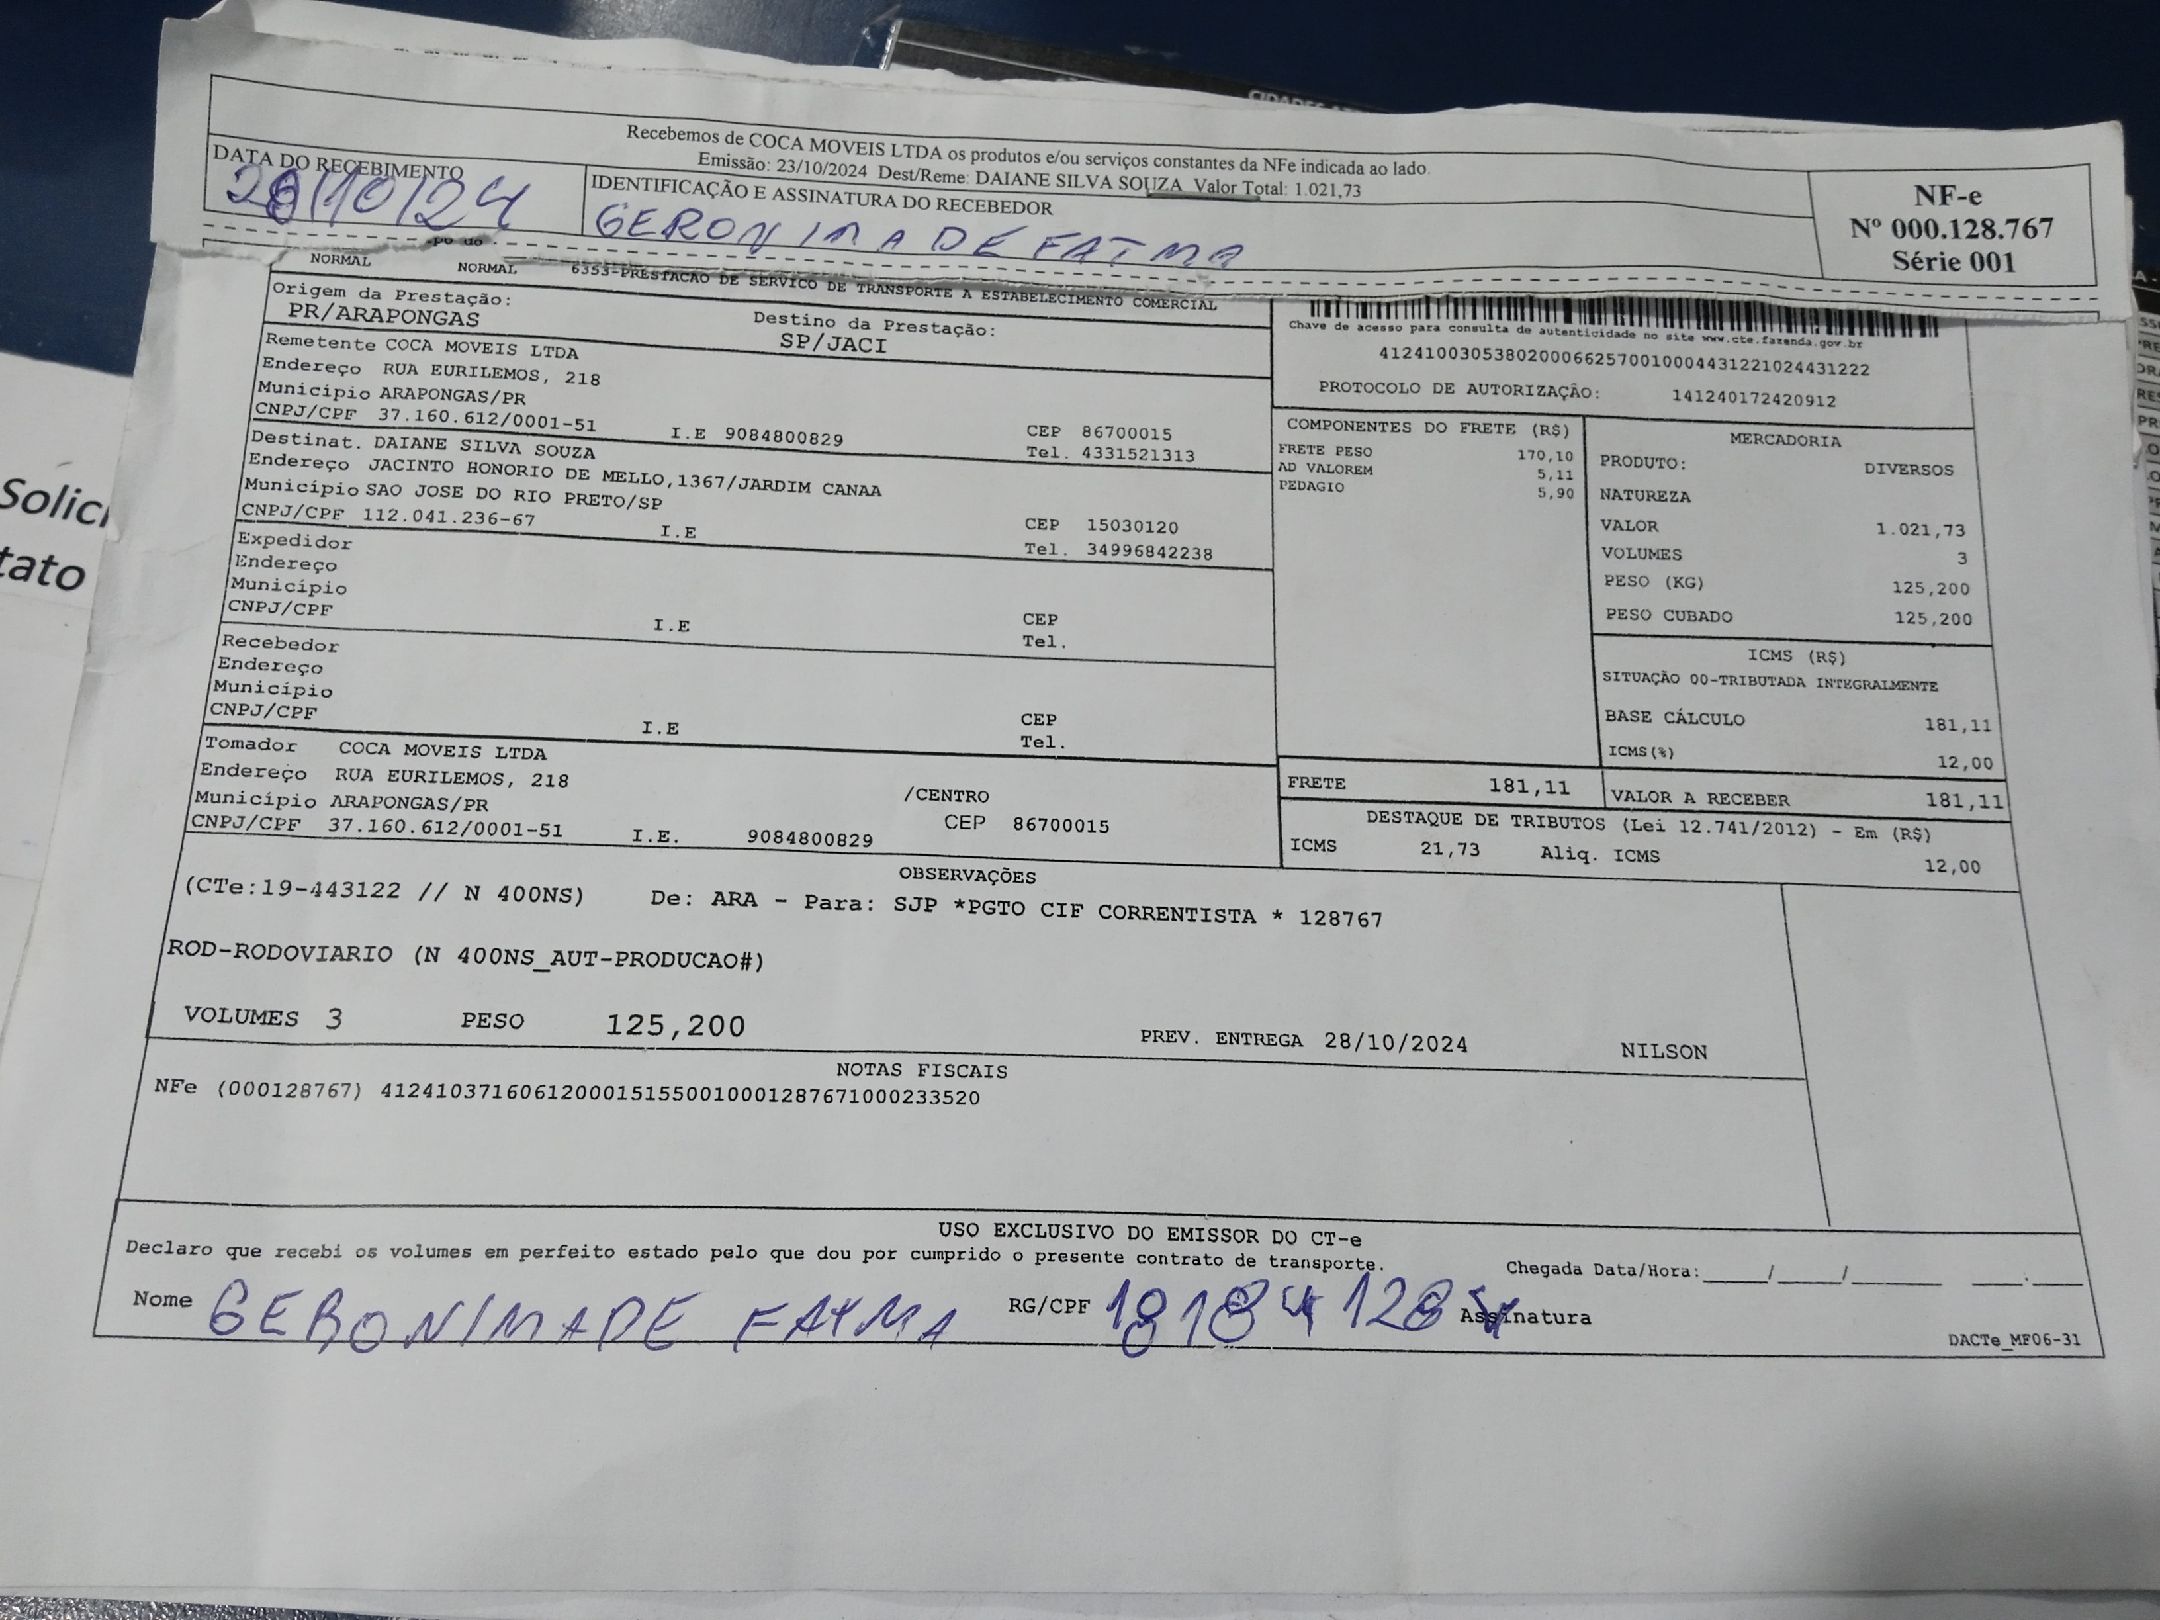 Recebemos de COCA MOVEIS LTDA os produtos e/ou serviços constantes da NFe indicada ao lado.
Emissão: 23/10/2024 Dest/Reme: DAIANE SILVA SOUZA Valor Total: 1.021,73
DATA DO RECEBIMENTO
/10/24
IDENTIFICAÇÃO E ASSINATURA DO RECEBEDOR
GERONIMA DE FATMA
NF-e
Nº 000.128.767
Série 001
NORMAL NORMAL 6353-PRESTACAO DE SERVICO DE TRANSPORTE A ESTABELECIMENTO COMERCIAL
Origem da Prestação:
PR/ARAPONGAS
Destino da Prestação:
SP/JACI
Remetente COCA MOVEIS LTDA
Endereço RUA EURILEMOS, 218
Município ARAPONGAS/PR
CNPJ/CPF 37.160.612/0001-51 I.E 9084800829
CEP 86700015
Tel. 4331521313
Destinat. DAIANE SILVA SOUZA
Endereço JACINTO HONORIO DE MELLO,1367/JARDIM CANAA
Município SAO JOSE DO RIO PRETO/SP
CNPJ/CPF 112.041.236-67 I.E
CEP 15030120
Tel. 34996842238
Expedidor
Endereço
Município
CNPJ/CPF I.E
CEP
Tel.
Recebedor
Endereço
Município
CNPJ/CPF I.E
CEP
Tel.
Tomador COCA MOVEIS LTDA
Endereço RUA EURILEMOS, 218 /CENTRO
Município ARAPONGAS/PR CEP 86700015
CNPJ/CPF 37.160.612/0001-51 I.E. 9084800829
Chave de acesso para consulta de autenticidade no site www.cte.fazenda.gov.br
41241003053802000662570010004431221024431222
PROTOCOLO DE AUTORIZAÇÃO: 141240172420912
COMPONENTES DO FRETE (R$)
FRETE PESO 170,10
AD VALOREM 5,11
PEDAGIO 5,90
MERCADORIA
PRODUTO: DIVERSOS
NATUREZA
VALOR 1.021,73
VOLUMES 3
PESO (KG) 125,200
PESO CUBADO 125,200
ICMS (R$)
SITUAÇÃO 00-TRIBUTADA INTEGRALMENTE
BASE CÁLCULO 181,11
ICMS(%) 12,00
FRETE 181,11 VALOR A RECEBER 181,11
DESTAQUE DE TRIBUTOS (Lei 12.741/2012) - Em (R$)
ICMS 21,73 Aliq. ICMS 12,00
OBSERVAÇÕES
(CTe:19-443122 // N 400NS) De: ARA - Para: SJP *PGTO CIF CORRENTISTA * 128767
ROD-RODOVIARIO (N 400NS_AUT-PRODUCAO#)
VOLUMES 3 PESO 125,200 PREV. ENTREGA 28/10/2024 NILSON
NOTAS FISCAIS
NFe (000128767) 41241037160612000151550010001287671000233520
USO EXCLUSIVO DO EMISSOR DO CT-e
Declaro que recebi os volumes em perfeito estado pelo que dou por cumprido o presente contrato de transporte.
Chegada Data/Hora:____/____/______ ___:___
Nome GERONIMA DE FATMA RG/CPF Assinatura
DACTe_MF06-31
Solici
tato